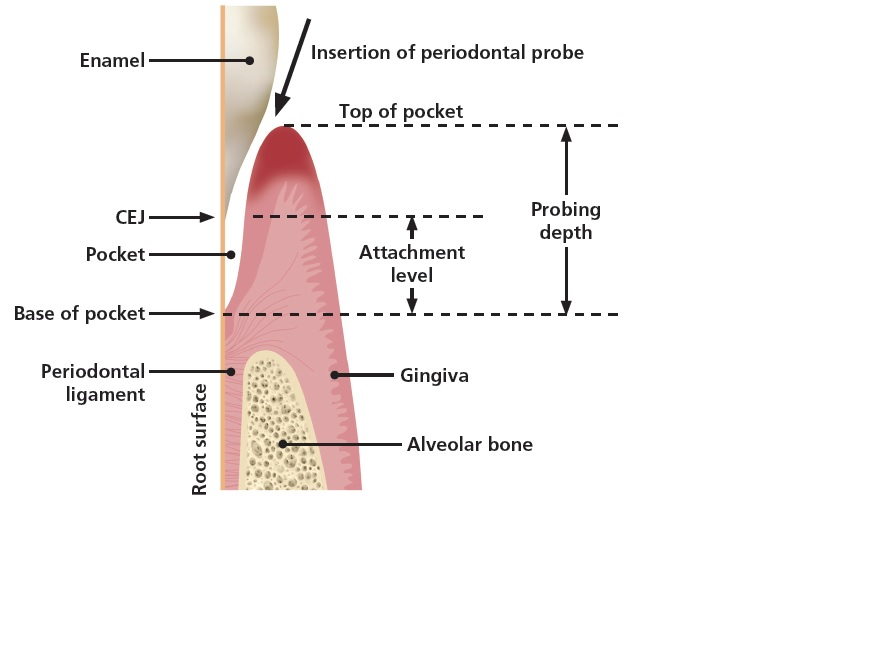 Enamel
Insertion of periodontal probe
Top of pocket
CEJ
Probing
depth
Pocket
Attachment
level
Base of pocket
Periodontal
ligament
Gingiva
Root surface
Alveolar bone